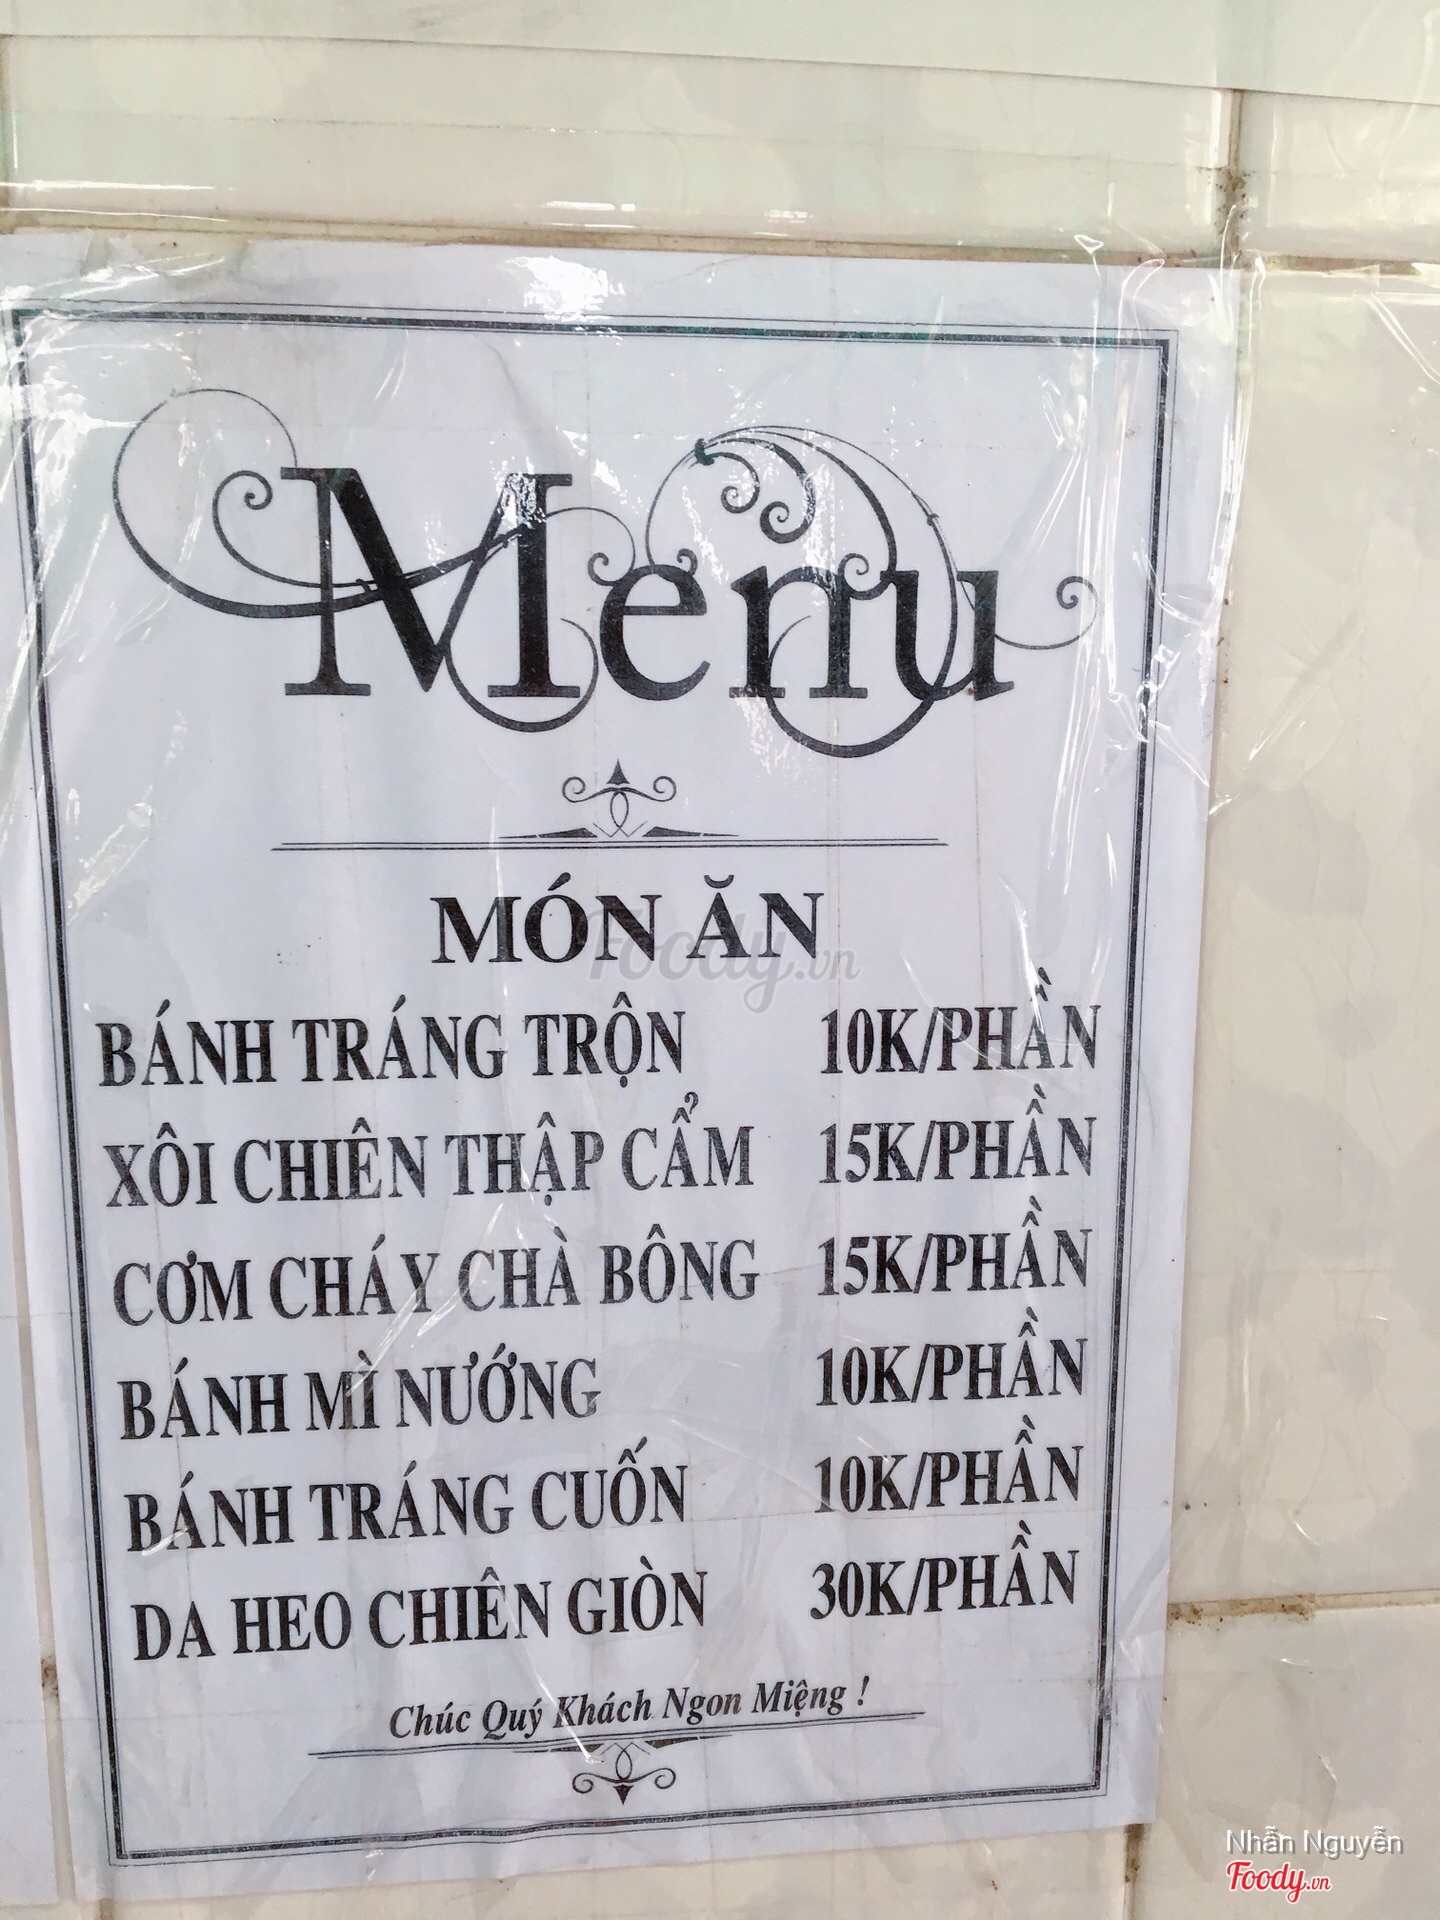 Menu
MÓN ĂN
Foody.vn
BÁNH TRÁNG TRỘN 10K/PHẦN
XÔI CHIÊN THẬP CẨM 15K/PHẦN
CƠM CHÁY CHÀ BÔNG 15K/PHẦN
BÁNH MÌ NƯỚNG 10K/PHẦN
BÁNH TRÁNG CUỐN 10K/PHẦN
DA HEO CHIÊN GIÒN 30K/PHẦN
Chúc Quý Khách Ngon Miệng !
Nhẫn Nguyễn
Foody.vn